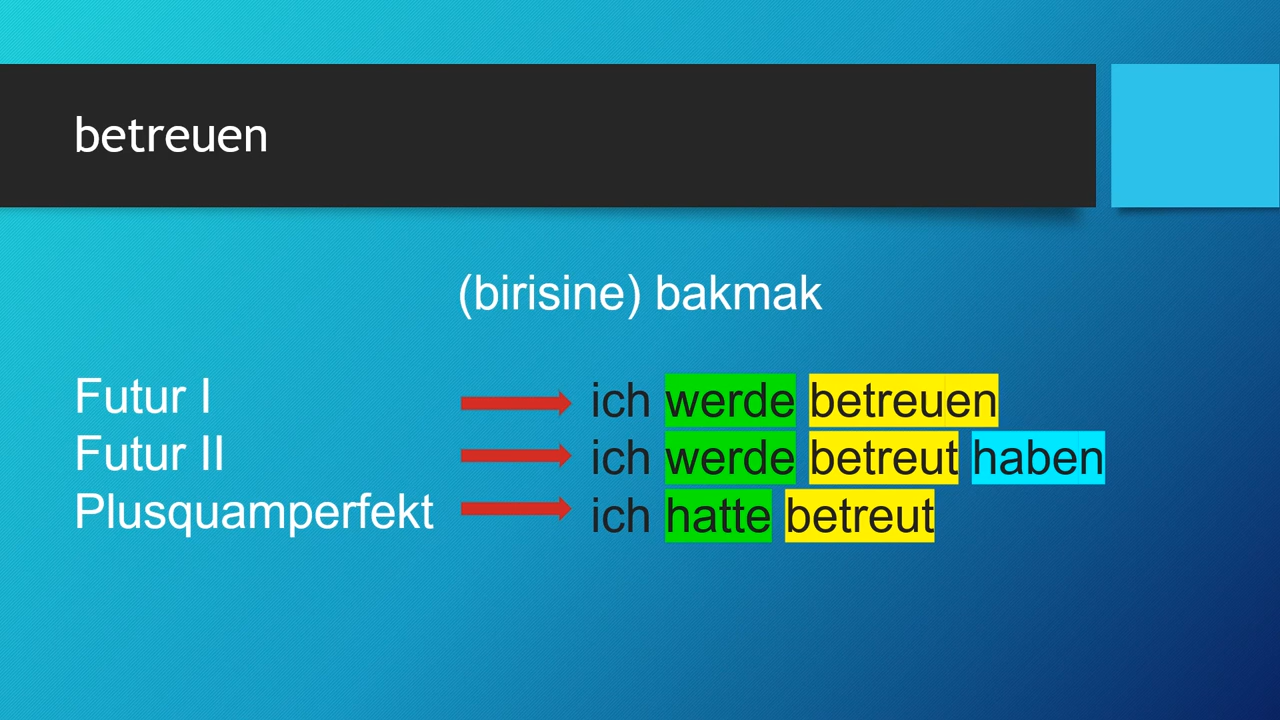 betreuen
(birisine) bakmak
Futur I ich werde betreuen
Futur II ich werde betreut haben
Plusquamperfekt ich hatte betreut